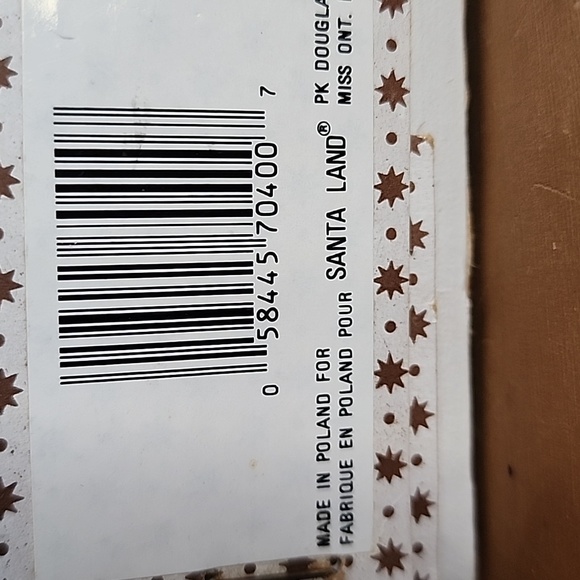 0 58445 70400 7
MADE IN POLAND FOR
FABRIQUE EN POLAND POUR SANTA LAND® PK DOUGLA
MISS ONT.